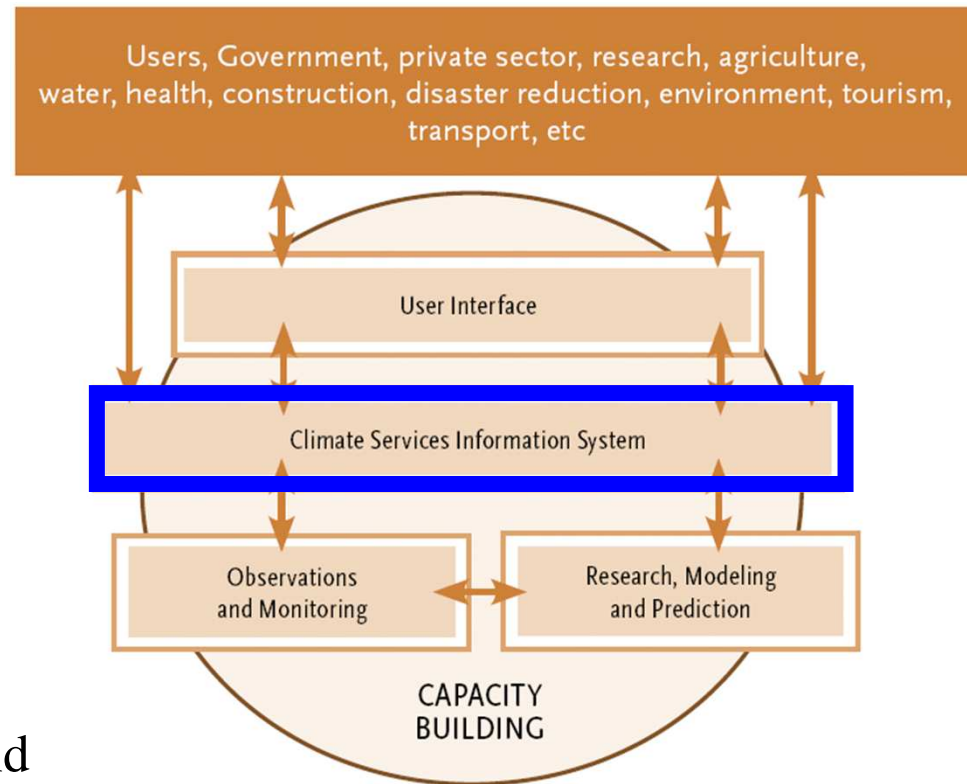 Users, Government, private sector, research, agriculture,
water, health, construction, disaster reduction, environment, tourism,
transport, etc
User Interface
Climate Services Information System
Observations
and Monitoring
Research, Modeling
and Prediction
CAPACITY
BUILDING